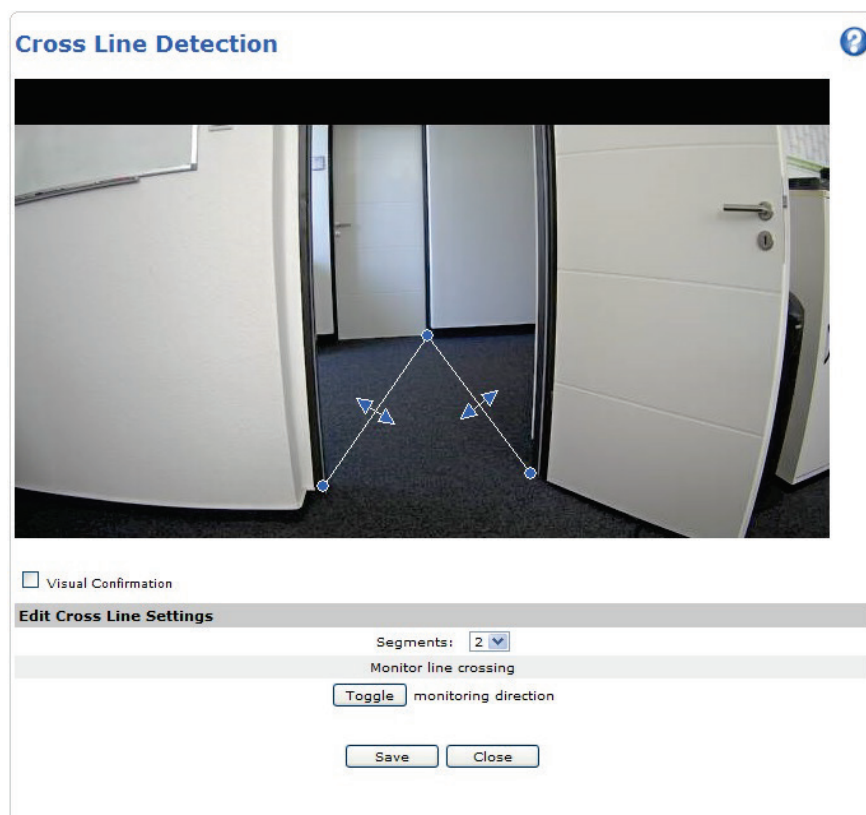 Cross Line Detection
?
Visual Confirmation
Edit Cross Line Settings
Segments: 2
Monitor line crossing
Toggle monitoring direction
Save Close